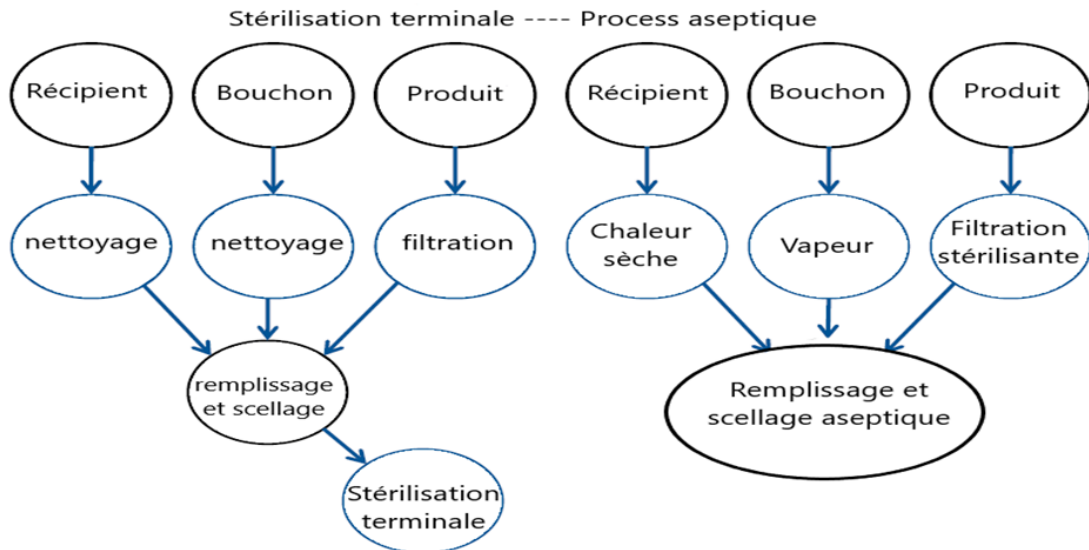 Stérilisation terminale ---- Process aseptique
Récipient
Bouchon
Produit
Récipient
Bouchon
Produit
nettoyage
nettoyage
filtration
Chaleur
sèche
Vapeur
Filtration
stérilisante
remplissage
et scellage
Remplissage et
scellage aseptique
Stérilisation
terminale